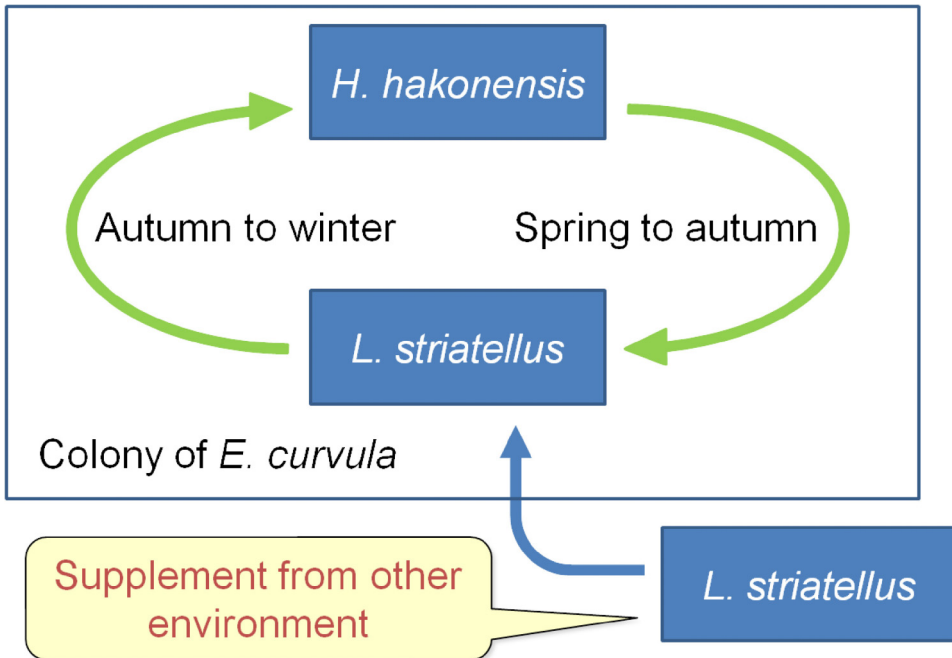 H. hakonensis
Autumn to winter
Spring to autumn
L. striatellus
Colony of E. curvula
Supplement from other
environment
L. striatellus